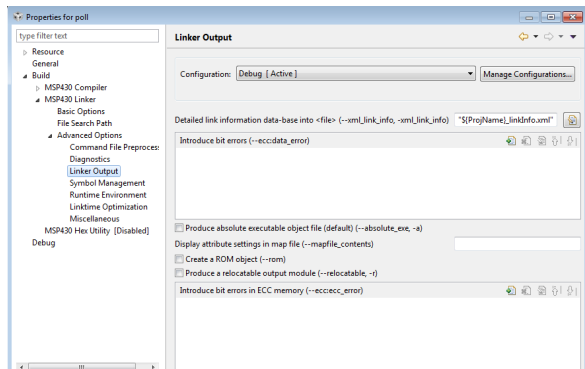 Properties for poll
type filter text
Resource
General
Build
MSP430 Compiler
MSP430 Linker
Basic Options
File Search Path
Advanced Options
Command File Preproces
Diagnostics
Linker Output
Symbol Management
Runtime Environment
Linktime Optimization
Miscellaneous
MSP430 Hex Utility [Disabled]
Debug
Linker Output
Configuration: Debug [ Active ] Manage Configurations...
Detailed link information data-base into <file> (--xml_link_info, -xml_link_info) "${ProjName}_linkInfo.xml"
Introduce bit errors (--ecc:data_error)
Produce absolute executable object file (default) (--absolute_exe, -a)
Display attribute settings in map file (--mapfile_contents)
Create a ROM object (--rom)
Produce a relocatable output module (--relocatable, -r)
Introduce bit errors in ECC memory (--ecc:ecc_error)